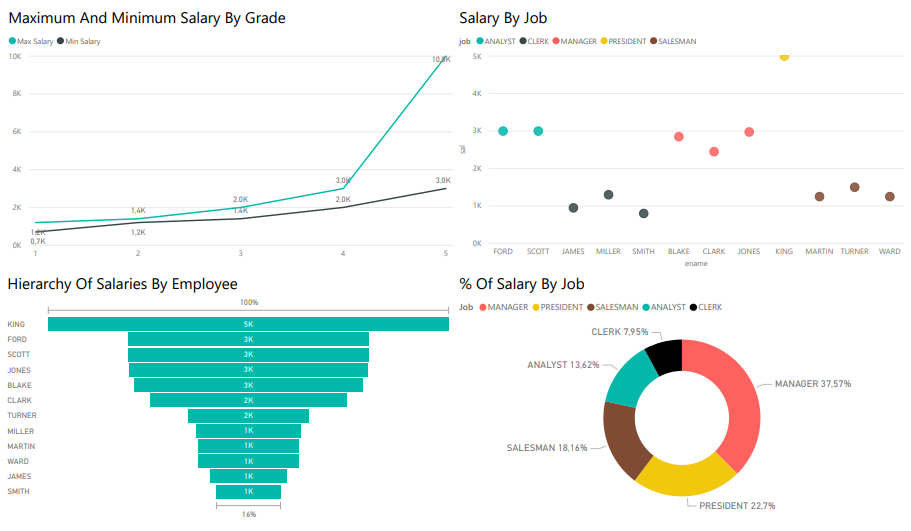 Maximum And Minimum Salary By Grade
Max Salary Min Salary
10K
8K
6K
4K
2K
0K
1,2K
0.7K
1,4K
1,2K
2.0K
1.4K
3.0K
2.0K
10.0K
3.0K
1 2 3 4 5
Salary By Job
job ANALYST CLERK MANAGER PRESIDENT SALESMAN
5K
4K
3K
2K
1K
0K
sal
FORD SCOTT JAMES MILLER SMITH BLAKE CLARK JONES KING MARTIN TURNER WARD
ename
Hierarchy Of Salaries By Employee
100%
KING 5K
FORD 3K
SCOTT 3K
JONES 3K
BLAKE 3K
CLARK 2K
TURNER 2K
MILLER 1K
MARTIN 1K
WARD 1K
JAMES 1K
SMITH 1K
16%
% Of Salary By Job
Job MANAGER PRESIDENT SALESMAN ANALYST CLERK
CLERK 7,95%
ANALYST 13,62%
MANAGER 37,57%
SALESMAN 18,16%
PRESIDENT 22,7%